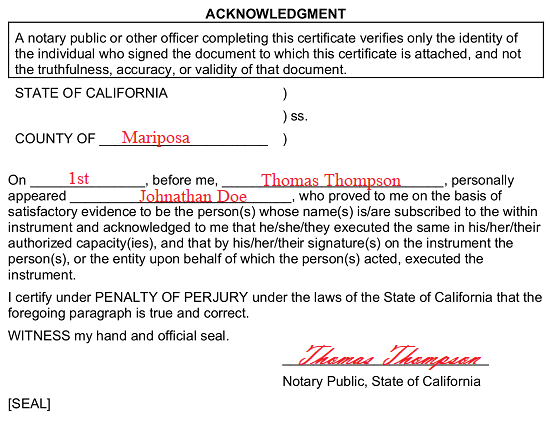 ACKNOWLEDGMENT
A notary public or other officer completing this certificate verifies only the identity of
the individual who signed the document to which this certificate is attached, and not
the truthfulness, accuracy, or validity of that document.
STATE OF CALIFORNIA )
) ss.
COUNTY OF Mariposa )
On 1st, before me, Thomas Thompson, personally
appeared Johnathan Doe, who proved to me on the basis of
satisfactory evidence to be the person(s) whose name(s) is/are subscribed to the within
instrument and acknowledged to me that he/she/they executed the same in his/her/their
authorized capacity(ies), and that by his/her/their signature(s) on the instrument the
person(s), or the entity upon behalf of which the person(s) acted, executed the
instrument.
I certify under PENALTY OF PERJURY under the laws of the State of California that the
foregoing paragraph is true and correct.
WITNESS my hand and official seal.
Thomas Thompson
Notary Public, State of California
[SEAL]